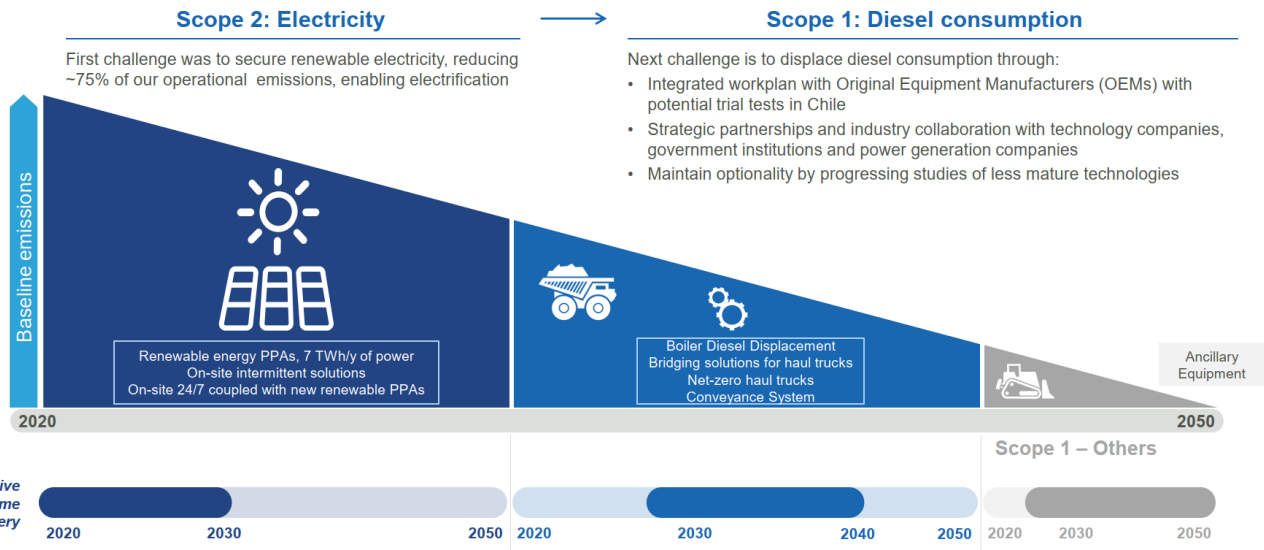 Scope 2: Electricity
First challenge was to secure renewable electricity, reducing
~75% of our operational emissions, enabling electrification
Scope 1: Diesel consumption
Next challenge is to displace diesel consumption through:
• Integrated workplan with Original Equipment Manufacturers (OEMs) with
potential trial tests in Chile
• Strategic partnerships and industry collaboration with technology companies,
government institutions and power generation companies
• Maintain optionality by progressing studies of less mature technologies
Baseline emissions
Renewable energy PPAs, 7 TWh/y of power
On-site intermittent solutions
On-site 24/7 coupled with new renewable PPAs
Boiler Diesel Displacement
Bridging solutions for haul trucks
Net-zero haul trucks
Conveyance System
Ancillary
Equipment
2020 2050
Scope 1 – Others
ive
me
ery
2020 2030 2050
2020 2030 2040 2050
2020 2030 2050